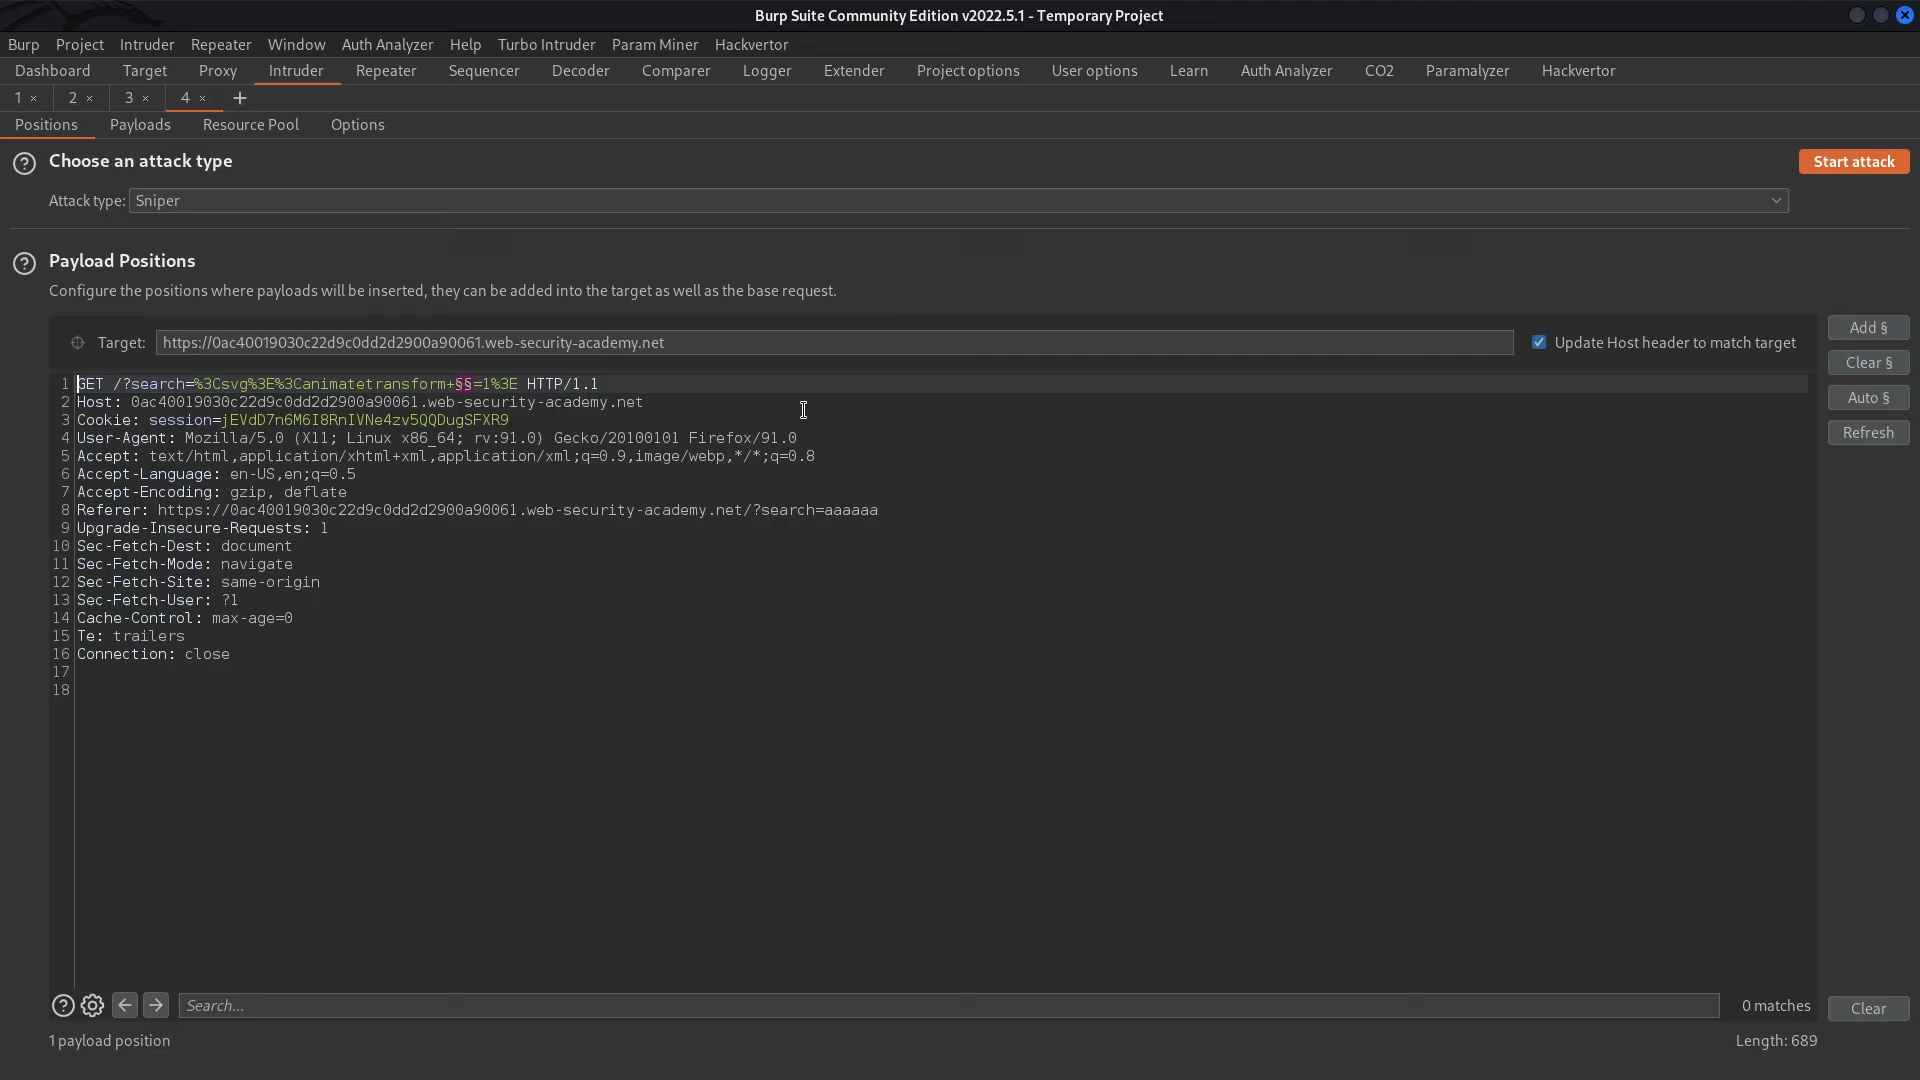 Burp Suite Community Edition v2022.5.1 - Temporary Project
Burp Project Intruder Repeater Window Auth Analyzer Help Turbo Intruder Param Miner Hackvertor
Dashboard Target Proxy Intruder Repeater Sequencer Decoder Comparer Logger Extender Project options User options Learn Auth Analyzer CO2 Paramalyzer Hackvertor
1 × 2 × 3 × 4 × +
Positions Payloads Resource Pool Options
? Choose an attack type
Start attack
Attack type: Sniper
? Payload Positions
Configure the positions where payloads will be inserted, they can be added into the target as well as the base request.
Target: https://0ac40019030c22d9c0dd2d2900a90061.web-security-academy.net
Update Host header to match target
Add §
Clear §
Auto §
Refresh
1 GET /?search=%3Csvg%3E%3Canimatetransform+§§=1%3E HTTP/1.1
2 Host: 0ac40019030c22d9c0dd2d2900a90061.web-security-academy.net
3 Cookie: session=jEVdD7n6M6I8RnIVNe4zv5QQDugSFXR9
4 User-Agent: Mozilla/5.0 (X11; Linux x86_64; rv:91.0) Gecko/20100101 Firefox/91.0
5 Accept: text/html,application/xhtml+xml,application/xml;q=0.9,image/webp,*/*;q=0.8
6 Accept-Language: en-US,en;q=0.5
7 Accept-Encoding: gzip, deflate
8 Referer: https://0ac40019030c22d9c0dd2d2900a90061.web-security-academy.net/?search=aaaaaa
9 Upgrade-Insecure-Requests: 1
10 Sec-Fetch-Dest: document
11 Sec-Fetch-Mode: navigate
12 Sec-Fetch-Site: same-origin
13 Sec-Fetch-User: ?1
14 Cache-Control: max-age=0
15 Te: trailers
16 Connection: close
17
18
? Search... 0 matches
Clear
1 payload position
Length: 689